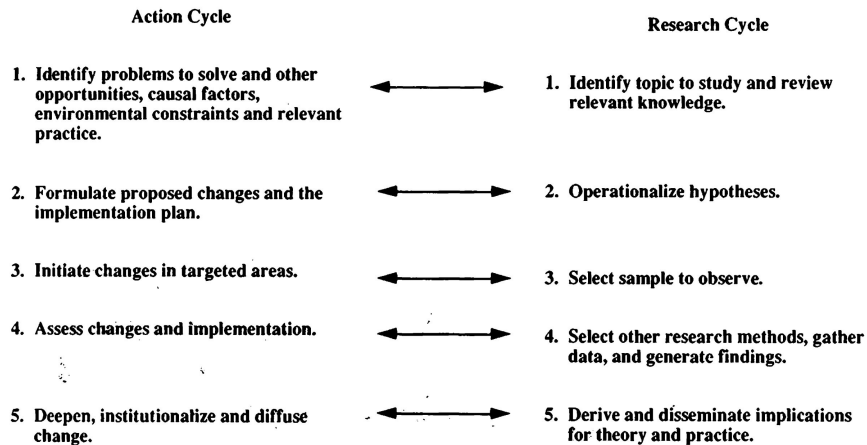 Action Cycle
Research Cycle
1. Identify problems to solve and other
opportunities, causal factors,
environmental constraints and relevant
practice.
1. Identify topic to study and review
relevant knowledge.
2. Formulate proposed changes and the
implementation plan.
2. Operationalize hypotheses.
3. Initiate changes in targeted areas.
3. Select sample to observe.
4. Assess changes and implementation.
4. Select other research methods, gather
data, and generate findings.
5. Deepen, institutionalize and diffuse
change.
5. Derive and disseminate implications
for theory and practice.